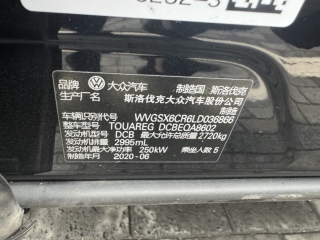 品牌 大众汽车 制造国 斯洛伐克
生产厂名 斯洛伐克大众汽车股份公司
制造
车辆识别代号 WVGSX6CR6LD036866
整车型号 TOUAREG DCBEQA8602
发动机型号 DCB 最大允许总质量 2720kg
发动机排量 2995mL
发动机最大净功率 250kW 乘坐人数 5
制造年月 2020-06